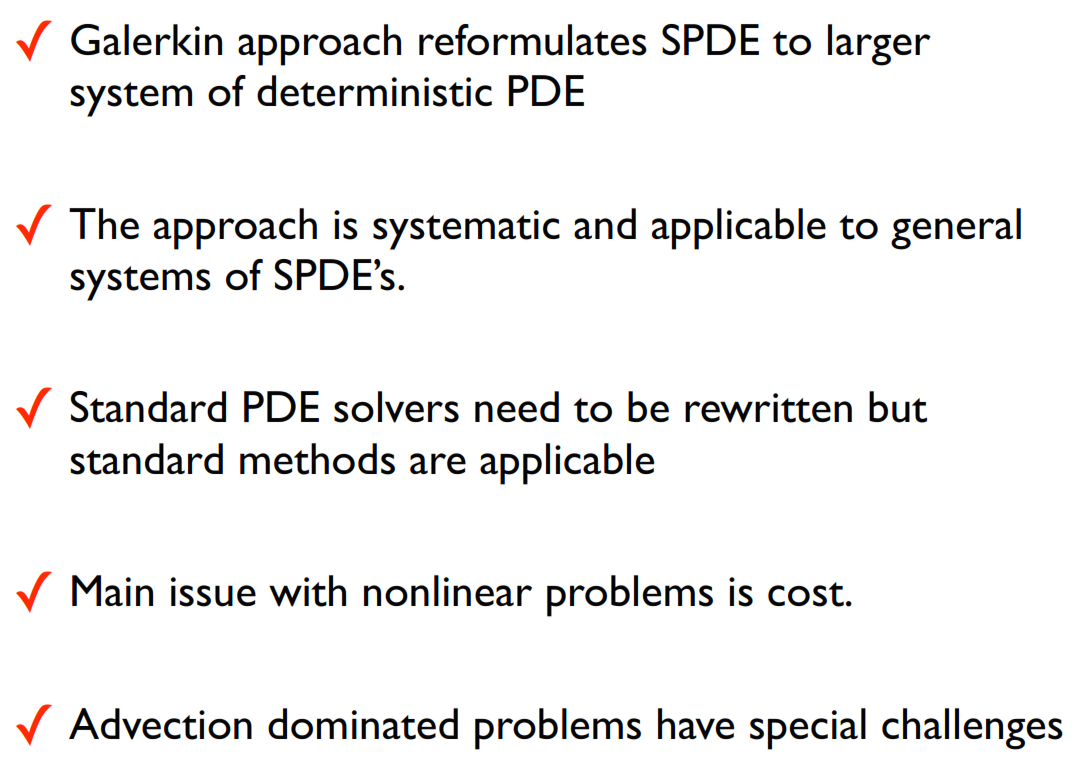 ✓ Galerkin approach reformulates SPDE to larger
system of deterministic PDE
✓ The approach is systematic and applicable to general
systems of SPDE’s.
✓ Standard PDE solvers need to be rewritten but
standard methods are applicable
✓ Main issue with nonlinear problems is cost.
✓ Advection dominated problems have special challenges